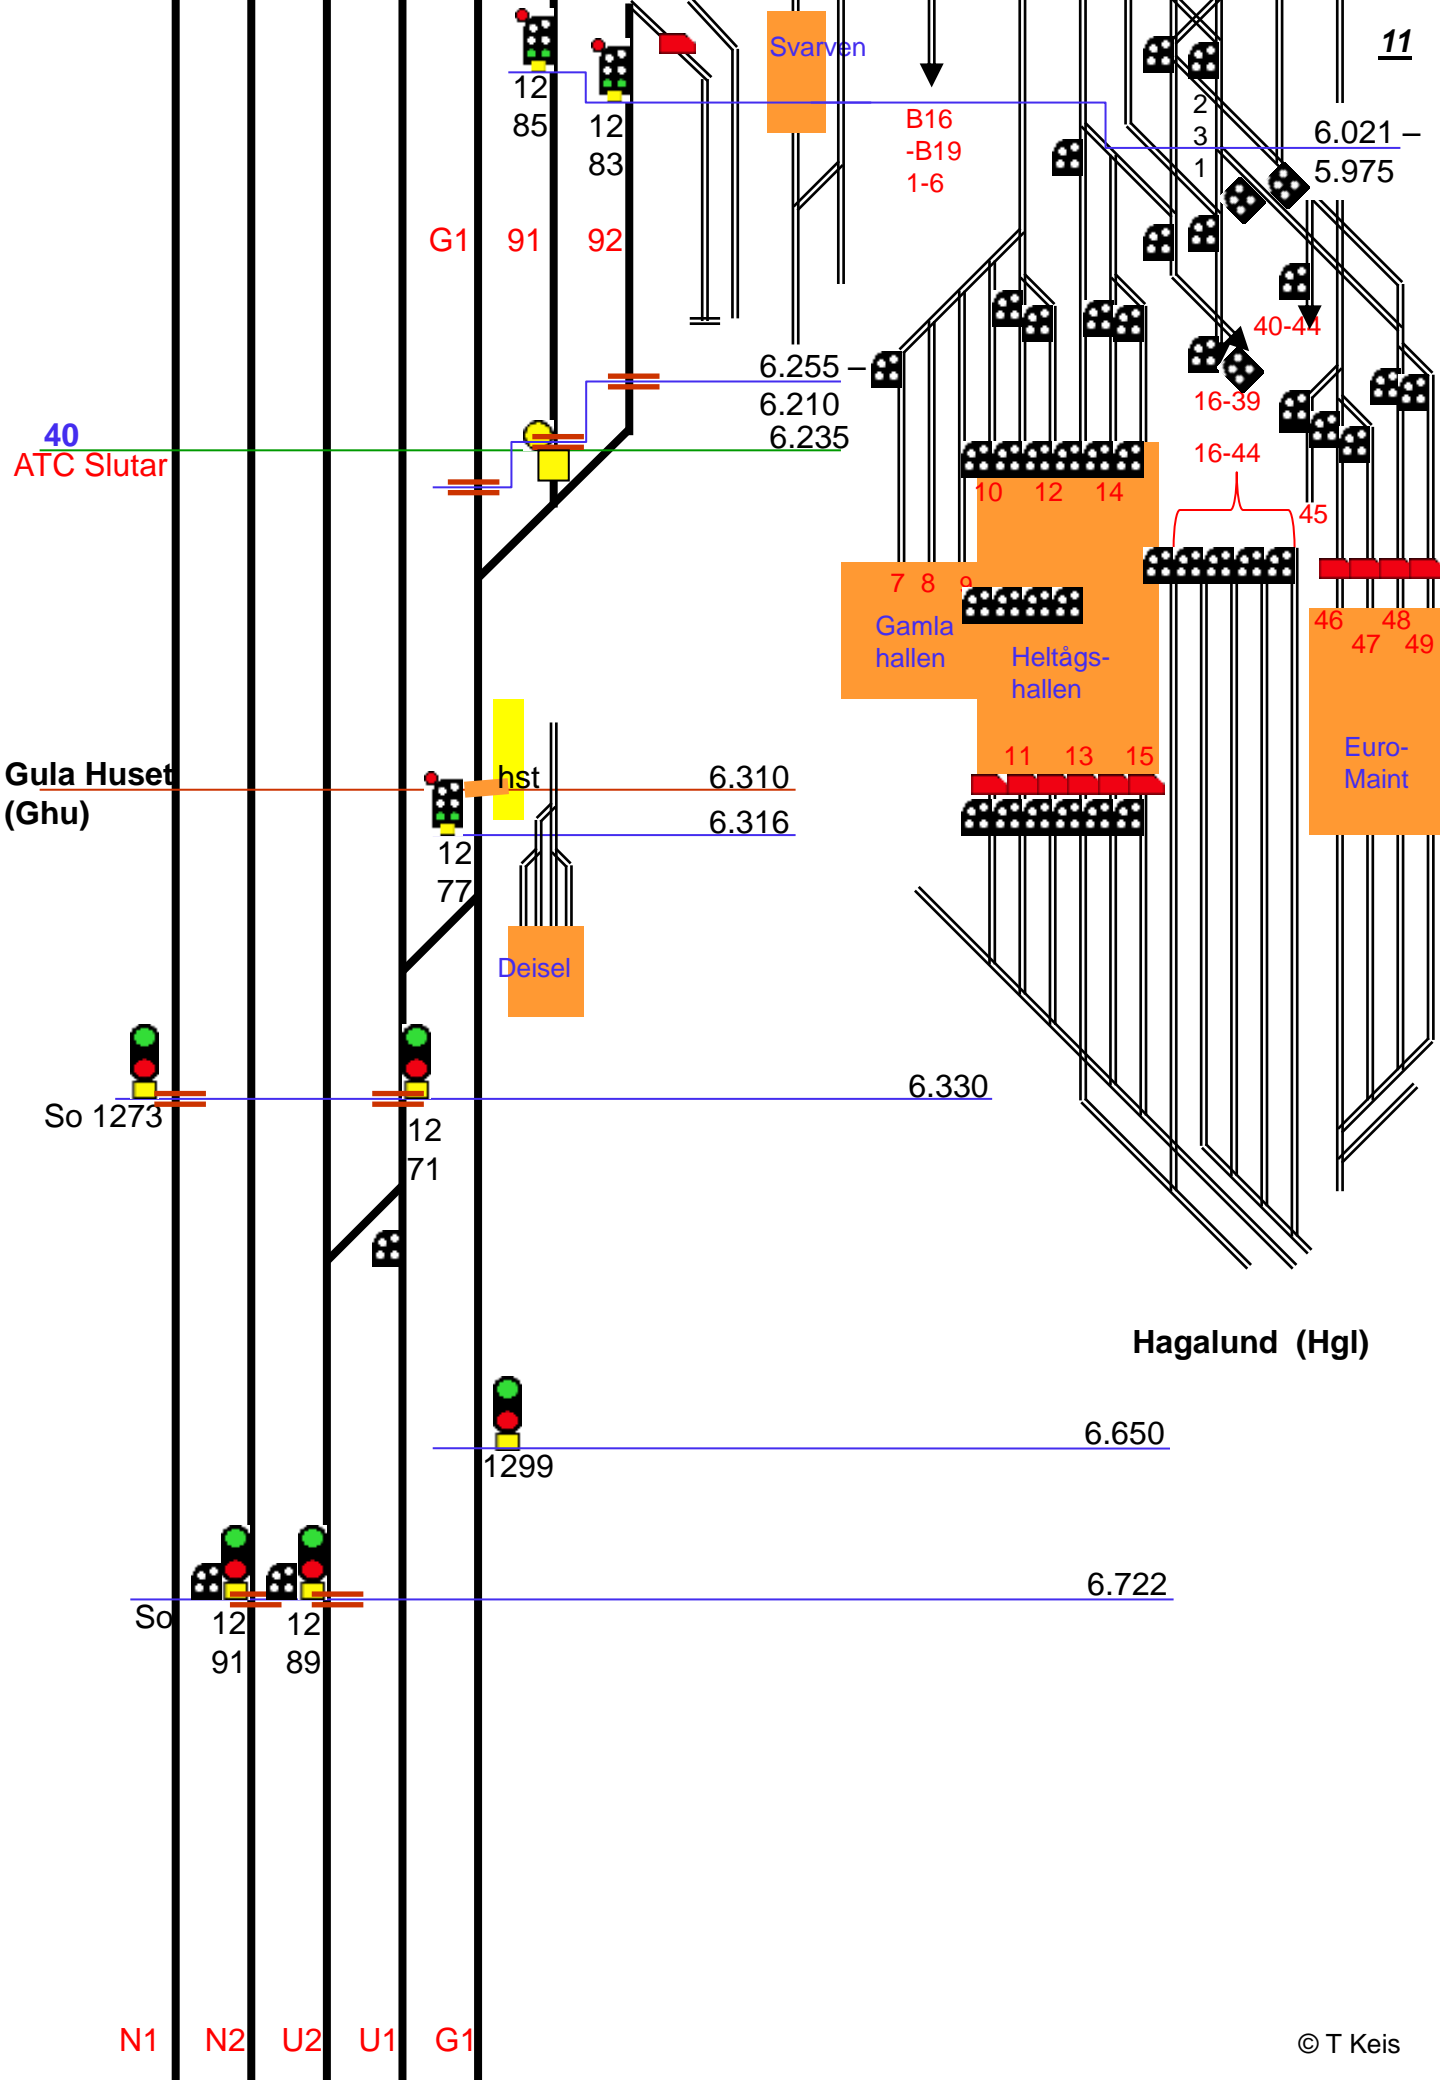 11
Svarven
12
85
12
83
B16
-B19
1-6
2
3
1
6.021 –
5.975
G1
91
92
40-44
6.255 –
6.210
6.235
16-39
40
ATC Slutar
16-44
10
12
14
45
7
8
9
46
48
47
49
Gamla
hallen
Heltågs-
hallen
11
13
15
Euro-
Maint
Gula Huset
(Ghu)
hst
6.310
6.316
12
77
Deisel
6.330
So 1273
12
71
Hagalund (Hgl)
6.650
1299
6.722
So
12
91
12
89
N1
N2
U2
U1
G1
© T Keis